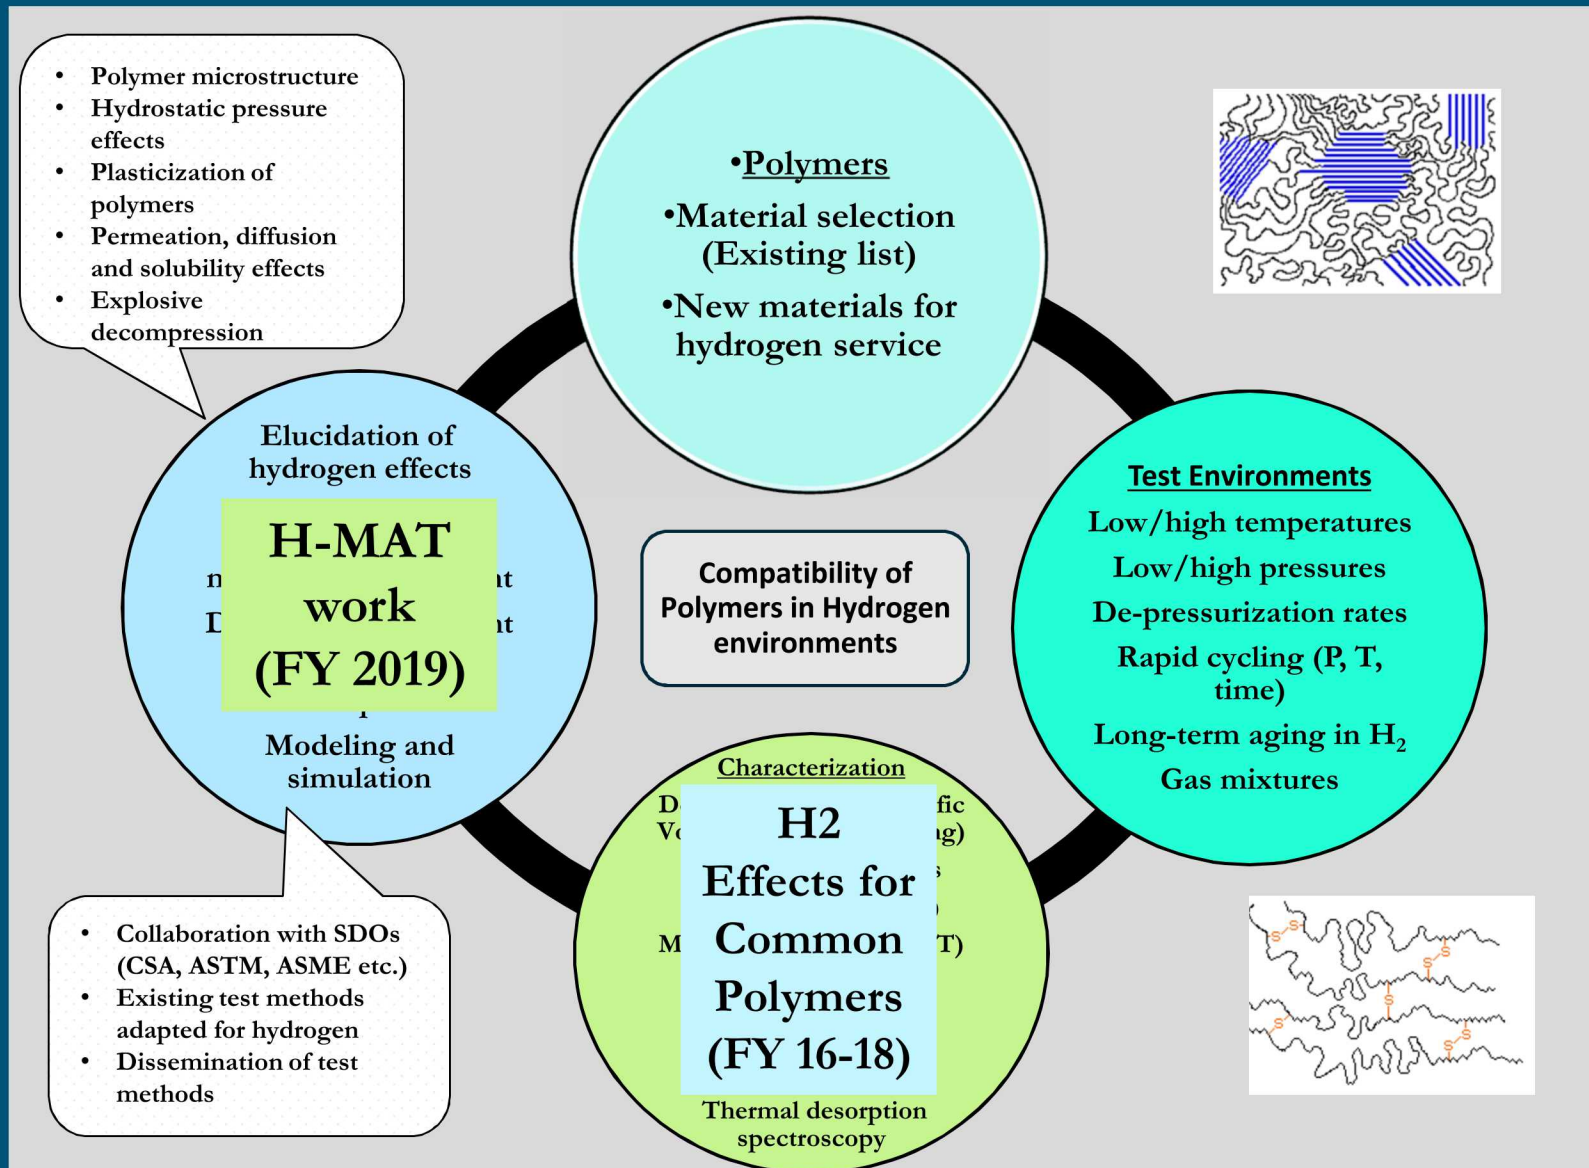 • Polymer microstructure
• Hydrostatic pressure
effects
• Plasticization of
polymers
• Permeation, diffusion
and solubility effects
• Explosive
decompression
•Polymers
•Material selection
(Existing list)
•New materials for
hydrogen service
Elucidation of
hydrogen effects
H-MAT
work
(FY 2019)
Modeling and
simulation
Compatibility of
Polymers in Hydrogen
environments
Test Environments
Low/high temperatures
Low/high pressures
De-pressurization rates
Rapid cycling (P, T,
time)
Long-term aging in H₂
Gas mixtures
Characterization
H2
Effects for
Common
Polymers
(FY 16-18)
Thermal desorption
spectroscopy
• Collaboration with SDOs
(CSA, ASTM, ASME etc.)
• Existing test methods
adapted for hydrogen
• Dissemination of test
methods
S-S
S-S
S-S
S
S
S-S